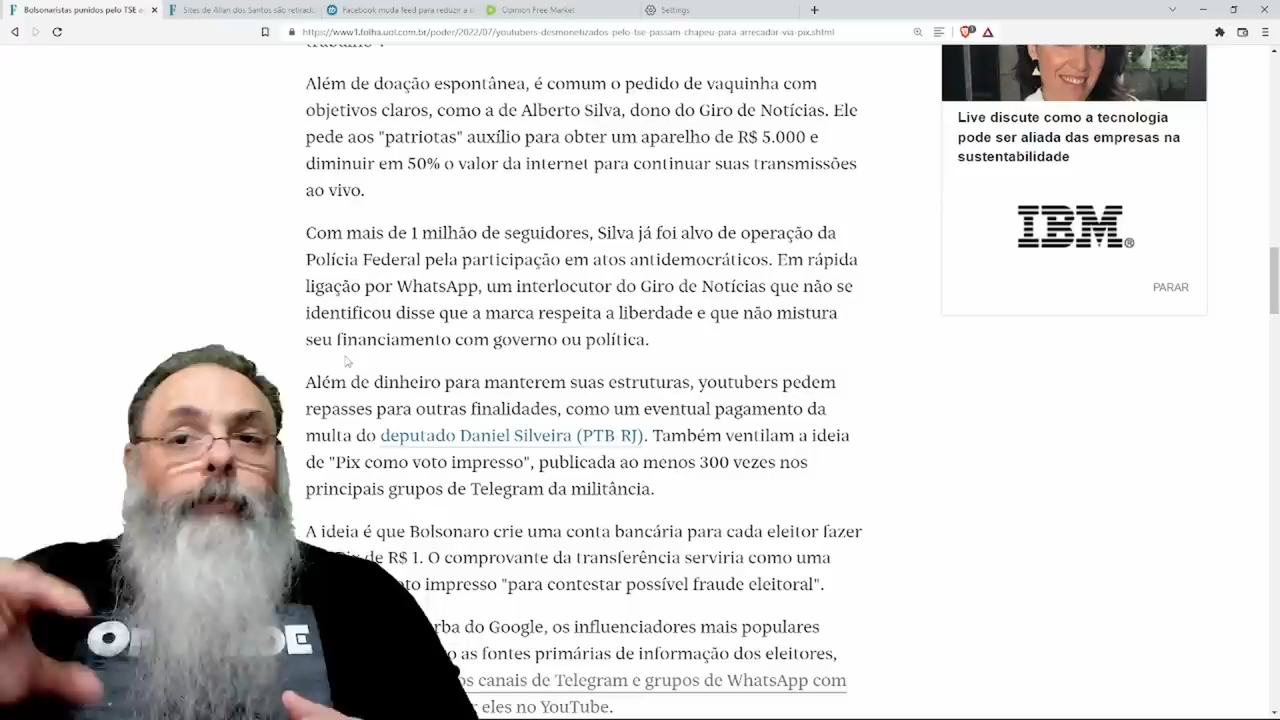 Bolsonaristas punidos pelo TSE e
Sites de Allan dos Santos são retirad
Facebook muda feed para reduzir a o
Opinion Free Market
Settings
https://www1.folha.uol.com.br/poder/2022/07/youtubers-desmonetizados-pelo-tse-passam-chapeu-para-arrecadar-via-pix.shtml
trabalho".
Além de doação espontânea, é comum o pedido de vaquinha com
objetivos claros, como a de Alberto Silva, dono do Giro de Notícias. Ele
pede aos "patriotas" auxílio para obter um aparelho de R$ 5.000 e
diminuir em 50% o valor da internet para continuar suas transmissões
ao vivo.
Com mais de 1 milhão de seguidores, Silva já foi alvo de operação da
Polícia Federal pela participação em atos antidemocráticos. Em rápida
ligação por WhatsApp, um interlocutor do Giro de Notícias que não se
identificou disse que a marca respeita a liberdade e que não mistura
seu financiamento com governo ou política.
Além de dinheiro para manterem suas estruturas, youtubers pedem
repasses para outras finalidades, como um eventual pagamento da
multa do deputado Daniel Silveira (PTB-RJ). Também ventilam a ideia
de "Pix como voto impresso", publicada ao menos 300 vezes nos
principais grupos de Telegram da militância.
A ideia é que Bolsonaro crie uma conta bancária para cada eleitor fazer
de R$ 1. O comprovante da transferência serviria como uma
impresso "para contestar possível fraude eleitoral".
do Google, os influenciadores mais populares
as fontes primárias de informação dos eleitores,
canais de Telegram e grupos de WhatsApp com
eles no YouTube.
Live discute como a tecnologia
pode ser aliada das empresas na
sustentabilidade
IBM®
PARAR